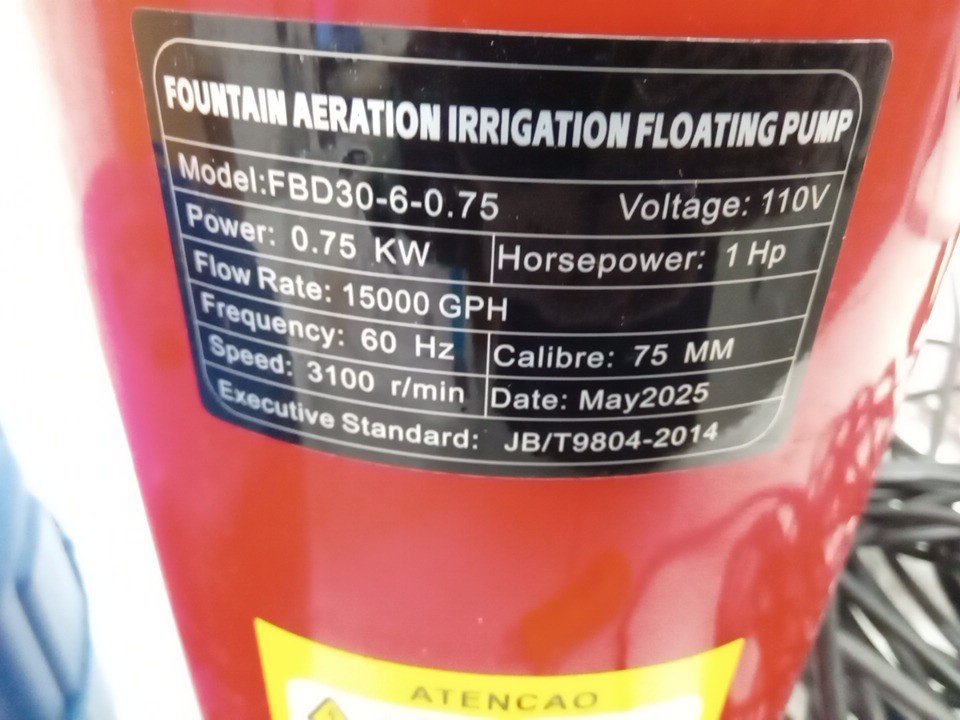 FOUNTAIN AERATION IRRIGATION FLOATING PUMP
Model:FBD30-6-0.75 Voltage: 110V
Power: 0.75 KW Horsepower: 1 Hp
Flow Rate: 15000 GPH
Frequency: 60 Hz Calibre: 75 MM
Speed: 3100 r/min Date: May2025
Executive Standard: JB/T9804-2014
ATENCAO